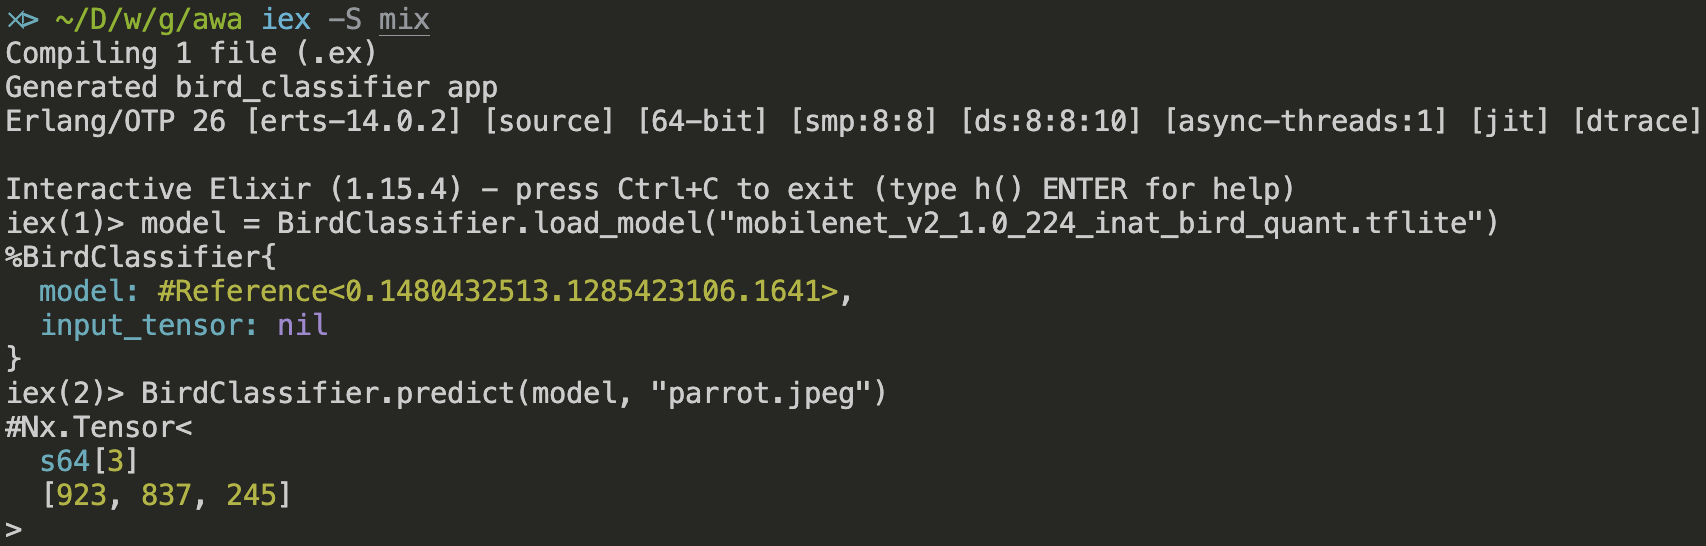 ~/D/w/g/awa iex -S mix
Compiling 1 file (.ex)
Generated bird_classifier app
Erlang/OTP 26 [erts-14.0.2] [source] [64-bit] [smp:8:8] [ds:8:8:10] [async-threads:1] [jit] [dtrace]
Interactive Elixir (1.15.4) - press Ctrl+C to exit (type h() ENTER for help)
iex(1)> model = BirdClassifier.load_model("mobilenet_v2_1.0_224_inat_bird_quant.tflite")
%BirdClassifier{
  model: #Reference<0.1480432513.1285423106.1641>,
  input_tensor: nil
}
iex(2)> BirdClassifier.predict(model, "parrot.jpeg")
#Nx.Tensor<
  s64[3]
  [923, 837, 245]
>